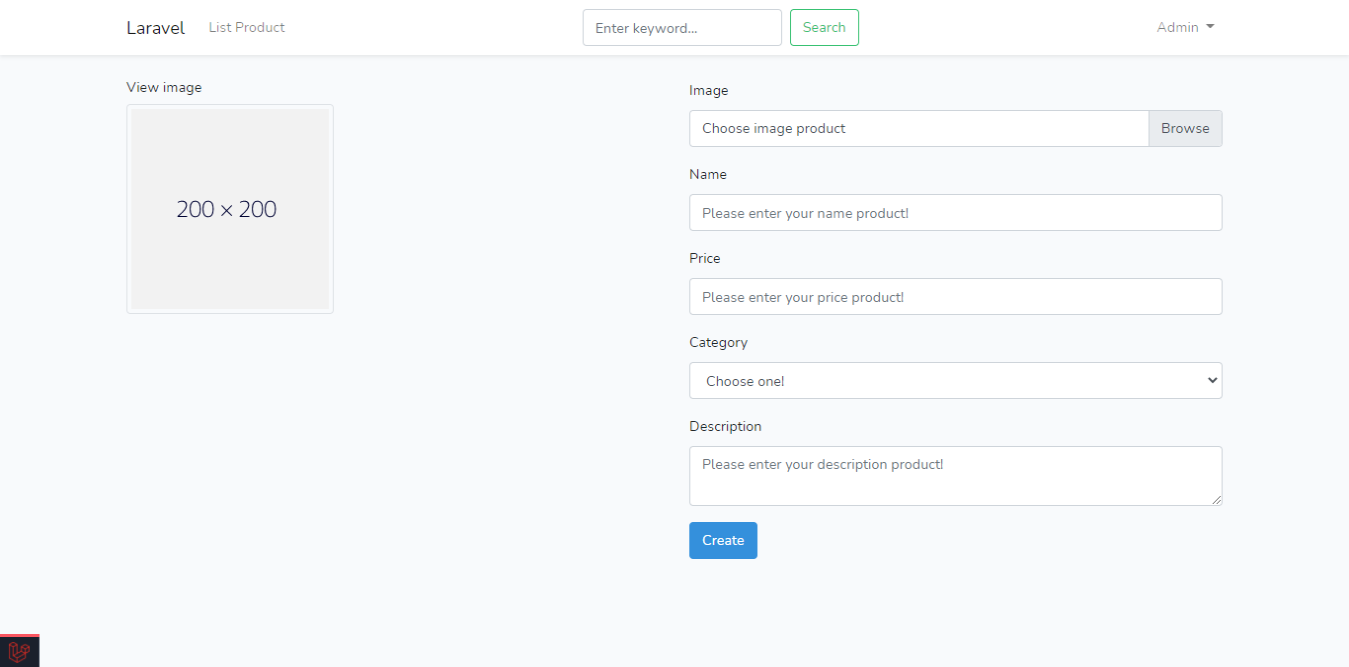 Laravel List Product Enter keyword... Search Admin
View image
200 × 200
Image
Choose image product Browse
Name
Please enter your name product!
Price
Please enter your price product!
Category
Choose one!
Description
Please enter your description product!
Create